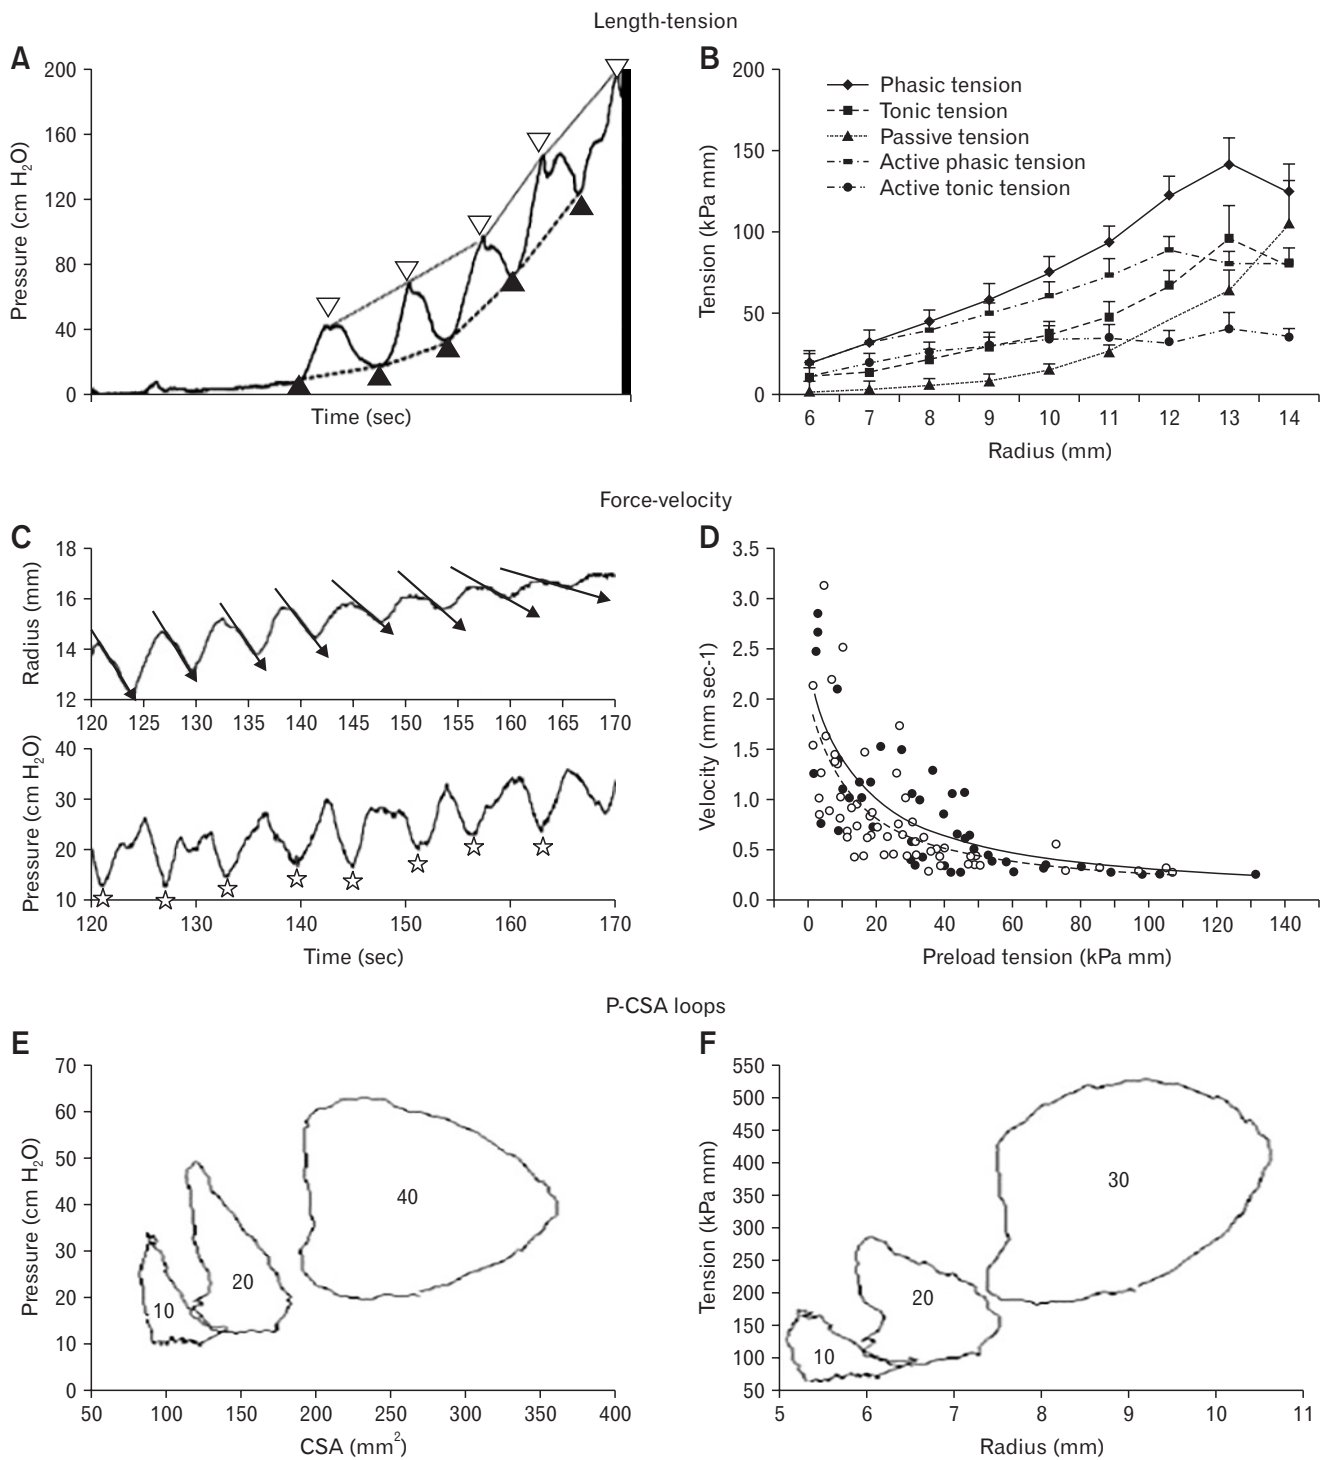 Length-tension
A
Pressure (cm H2O)
200
160
120
80
40
0
Time (sec)
B
Tension (kPa mm)
200
150
100
50
0
Phasic tension
Tonic tension
Passive tension
Active phasic tension
Active tonic tension
6 7 8 9 10 11 12 13 14
Radius (mm)
Force-velocity
C
Radius (mm)
18
16
14
12
120 125 130 135 140 145 150 155 160 165 170
Pressure (cm H2O)
40
30
20
10
120 130 140 150 160 170
Time (sec)
D
Velocity (mm sec-1)
3.5
3.0
2.5
2.0
1.5
1.0
0.5
0.0
0 20 40 60 80 100 120 140
Preload tension (kPa mm)
P-CSA loops
E
Pressure (cm H2O)
70
60
50
40
30
20
10
0
40
20
10
50 100 150 200 250 300 350 400
CSA (mm2)
F
Tension (kPa mm)
550
500
450
400
350
300
250
200
150
100
50
30
20
10
5 6 7 8 9 10 11
Radius (mm)